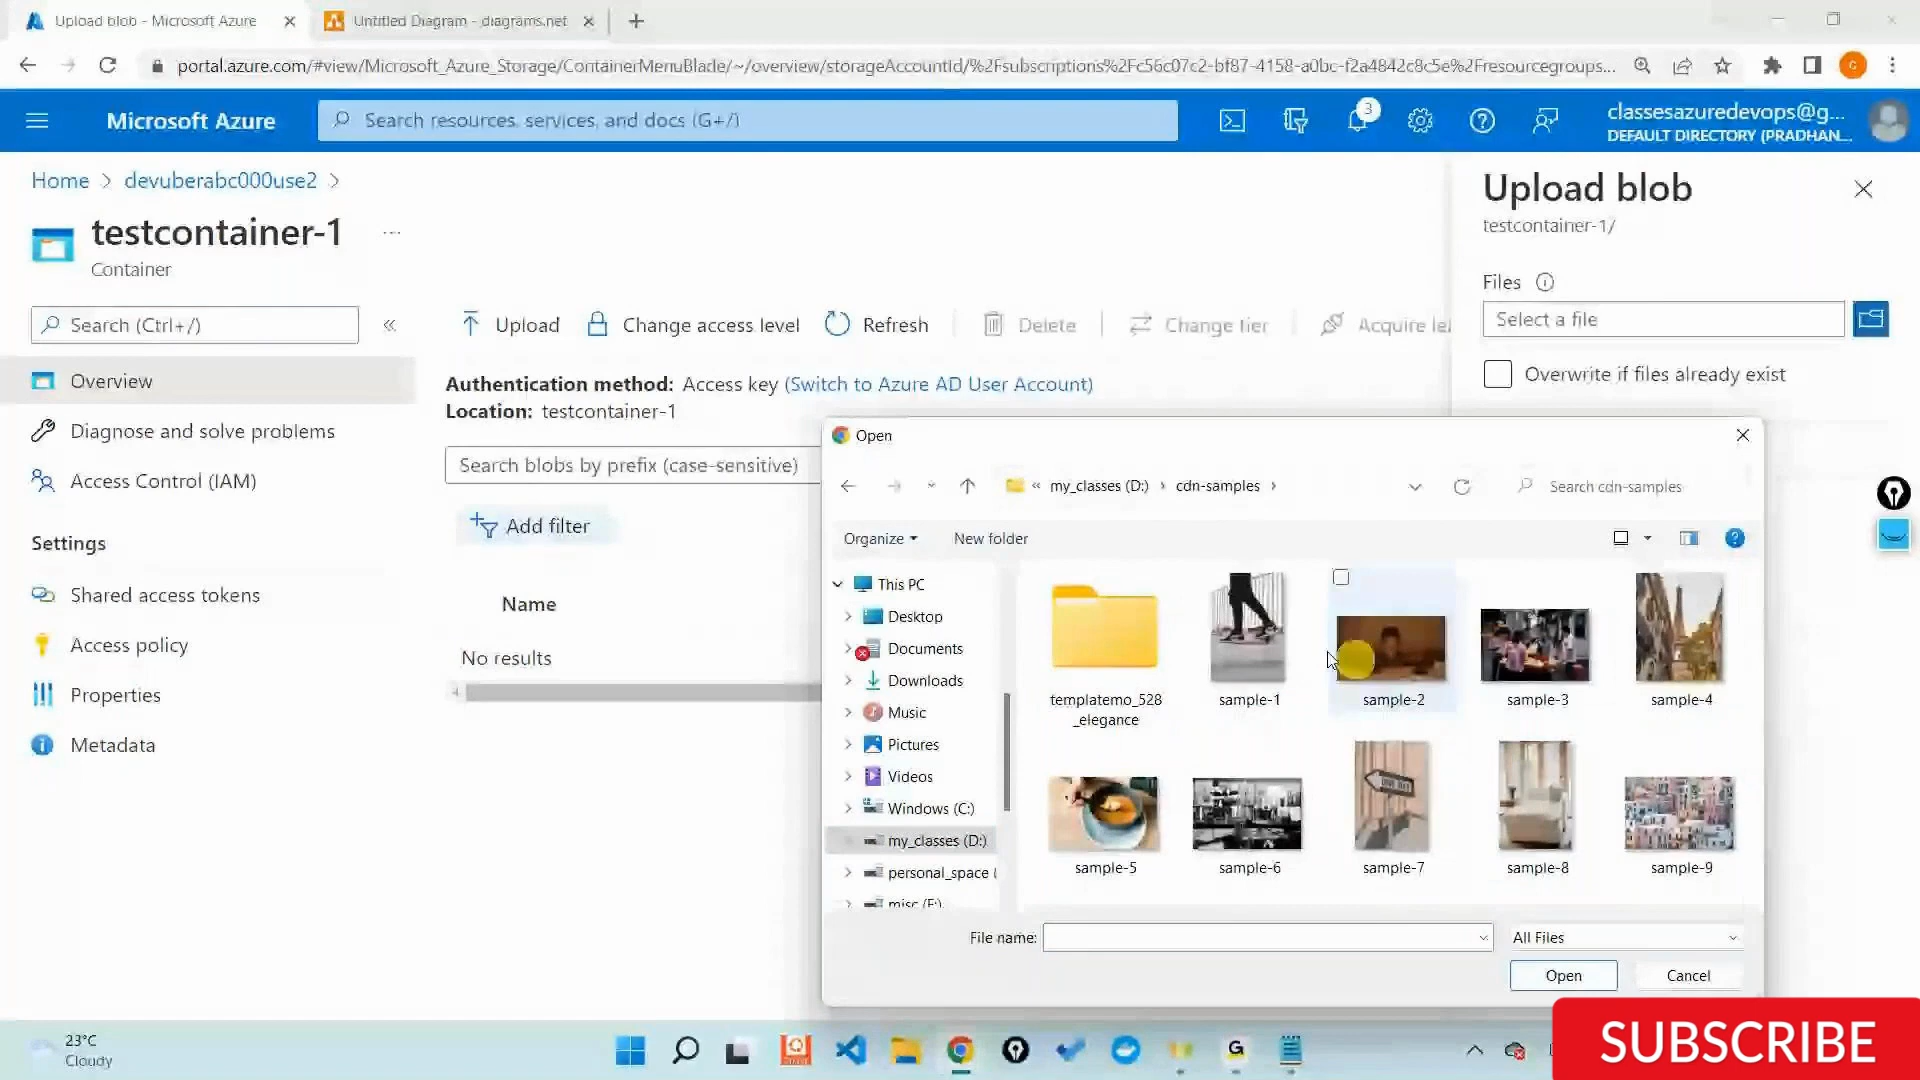 Upload blob - Microsoft Azure
Untitled Diagram - diagrams.net
portal.azure.com/#view/Microsoft_Azure_Storage/ContainerMenuBlade/~/overview/storageAccountId/%2Fsubscriptions%2Fc56c07c2-bf87-4158-a0bc-f2a4842c8c5e%2Fresourcegroups...
G
Microsoft Azure
Search resources, services, and docs (G+/)
3
classesazuredevops@g...
DEFAULT DIRECTORY (PRADHAN...
Home > devuberabc000use2 >
testcontainer-1 ...
Container
Search (Ctrl+/)
Overview
Diagnose and solve problems
Access Control (IAM)
Settings
Shared access tokens
Access policy
Properties
Metadata
Upload
Change access level
Refresh
Delete
Change tier
Acquire le
Authentication method: Access key (Switch to Azure AD User Account)
Location: testcontainer-1
Search blobs by prefix (case-sensitive)
Add filter
Name
No results
Upload blob
testcontainer-1/
Files
Select a file
Overwrite if files already exist
Open
« my_classes (D:) > cdn-samples >
Search cdn-samples
Organize
New folder
This PC
Desktop
Documents
Downloads
Music
Pictures
Videos
Windows (C:)
my_classes (D:)
personal_space (
misc (F:)
templatemo_528
_elegance
sample-1
sample-2
sample-3
sample-4
sample-5
sample-6
sample-7
sample-8
sample-9
File name:
All Files
Open
Cancel
23°C
Cloudy
G
SUBSCRIBE